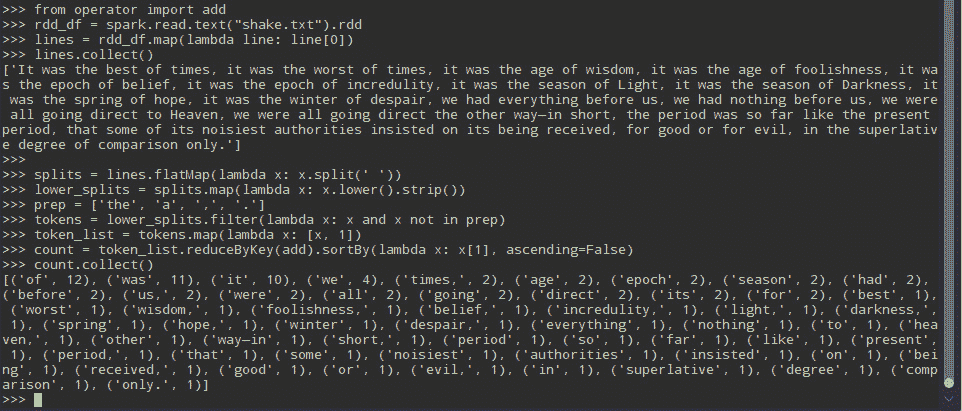 >>> from operator import add
>>> rdd_df = spark.read.text("shake.txt").rdd
>>> lines = rdd_df.map(lambda line: line[0])
>>> lines.collect()
['It was the best of times, it was the worst of times, it was the age of wisdom, it was the age of foolishness, it wa
s the epoch of belief, it was the epoch of incredulity, it was the season of Light, it was the season of Darkness, it
 was the spring of hope, it was the winter of despair, we had everything before us, we had nothing before us, we were
 all going direct to Heaven, we were all going direct the other way—in short, the period was so far like the present
period, that some of its noisiest authorities insisted on its being received, for good or for evil, in the superlativ
e degree of comparison only.']
>>>
>>> splits = lines.flatMap(lambda x: x.split(' '))
>>> lower_splits = splits.map(lambda x: x.lower().strip())
>>> prep = ['the', 'a', ',', '.']
>>> tokens = lower_splits.filter(lambda x: x and x not in prep)
>>> token_list = tokens.map(lambda x: [x, 1])
>>> count = token_list.reduceByKey(add).sortBy(lambda x: x[1], ascending=False)
>>> count.collect()
[('of', 12), ('was', 11), ('it', 10), ('we', 4), ('times,', 2), ('age', 2), ('epoch', 2), ('season', 2), ('had', 2),
('before', 2), ('us,', 2), ('were', 2), ('all', 2), ('going', 2), ('direct', 2), ('its', 2), ('for', 2), ('best', 1),
 ('worst', 1), ('wisdom,', 1), ('foolishness,', 1), ('belief,', 1), ('incredulity,', 1), ('light,', 1), ('darkness,',
 1), ('spring', 1), ('hope,', 1), ('winter', 1), ('despair,', 1), ('everything', 1), ('nothing', 1), ('to', 1), ('hea
ven,', 1), ('other', 1), ('way—in', 1), ('short,', 1), ('period', 1), ('so', 1), ('far', 1), ('like', 1), ('present',
 1), ('period,', 1), ('that', 1), ('some', 1), ('noisiest', 1), ('authorities', 1), ('insisted', 1), ('on', 1), ('bei
ng', 1), ('received,', 1), ('good', 1), ('or', 1), ('evil,', 1), ('in', 1), ('superlative', 1), ('degree', 1), ('comp
arison', 1), ('only.', 1)]
>>>